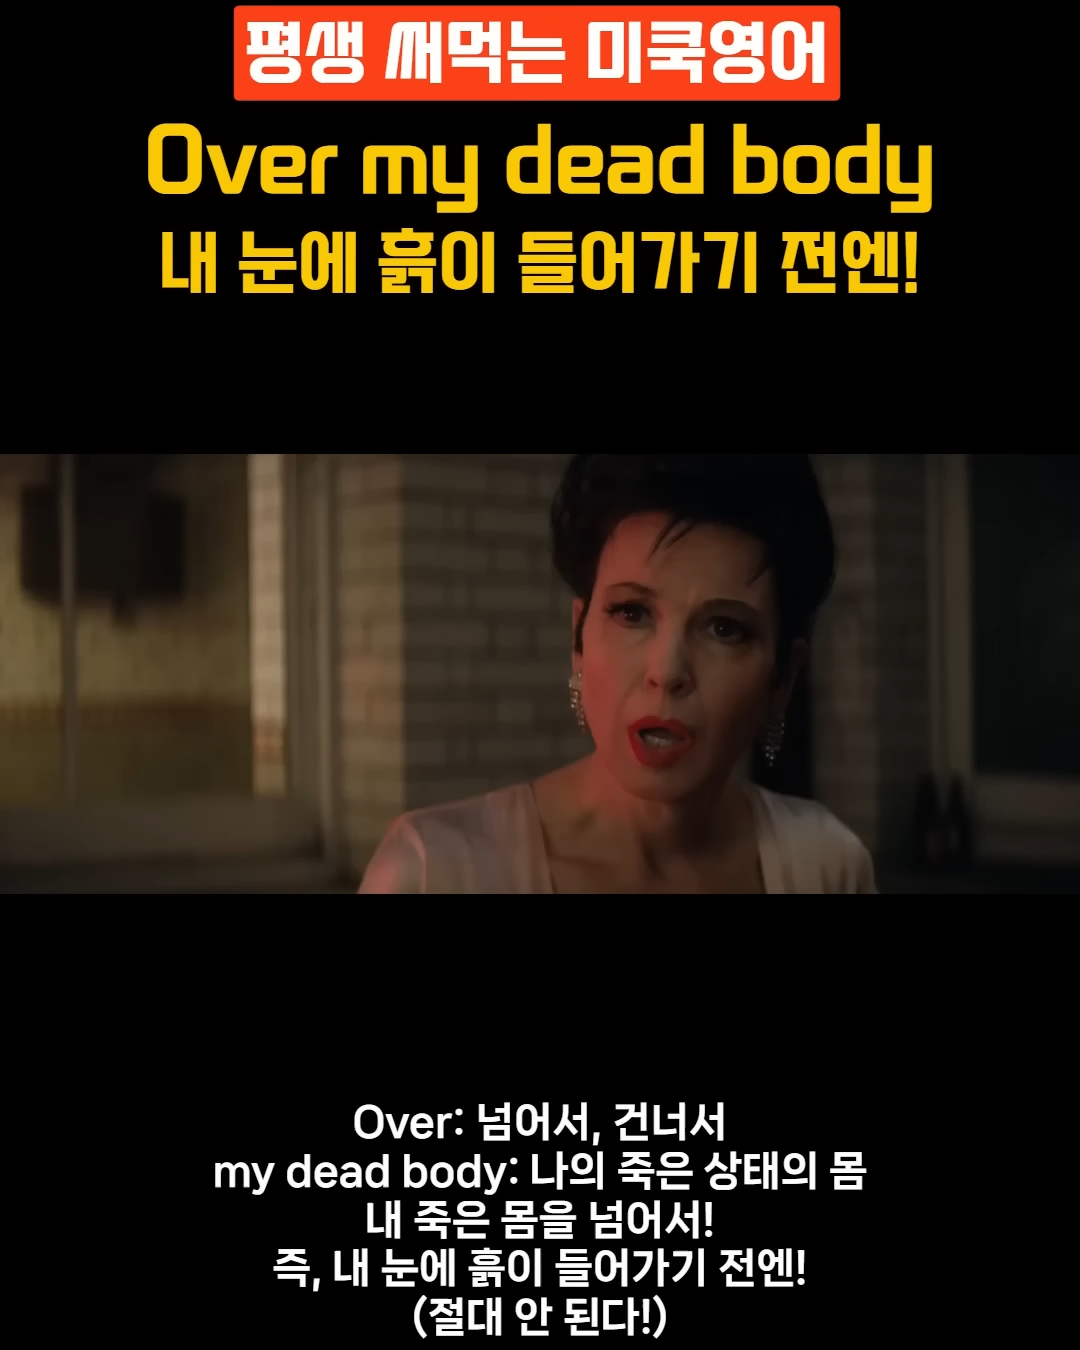 평생 써먹는 미쿡영어
Over my dead body
내 눈에 흙이 들어가기 전엔!
Over: 넘어서, 건너서
my dead body: 나의 죽은 상태의 몸
내 죽은 몸을 넘어서!
즉, 내 눈에 흙이 들어가기 전엔!
(절대 안 된다!)